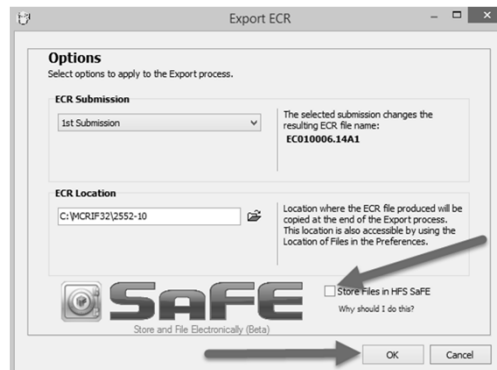 Export ECR
Options
Select options to apply to the Export process.
ECR Submission
1st Submission
The selected submission changes the
resulting ECR file name:
EC010006.14A1
ECR Location
C:\MCRIF32\2552-10
Location where the ECR file produced will be
copied at the end of the Export process.
This location is also accessible by using the
Location of Files in the Preferences.
SAFE
Store and File Electronically (Beta)
Store Files in HFS SaFE
Why should I do this?
OK
Cancel